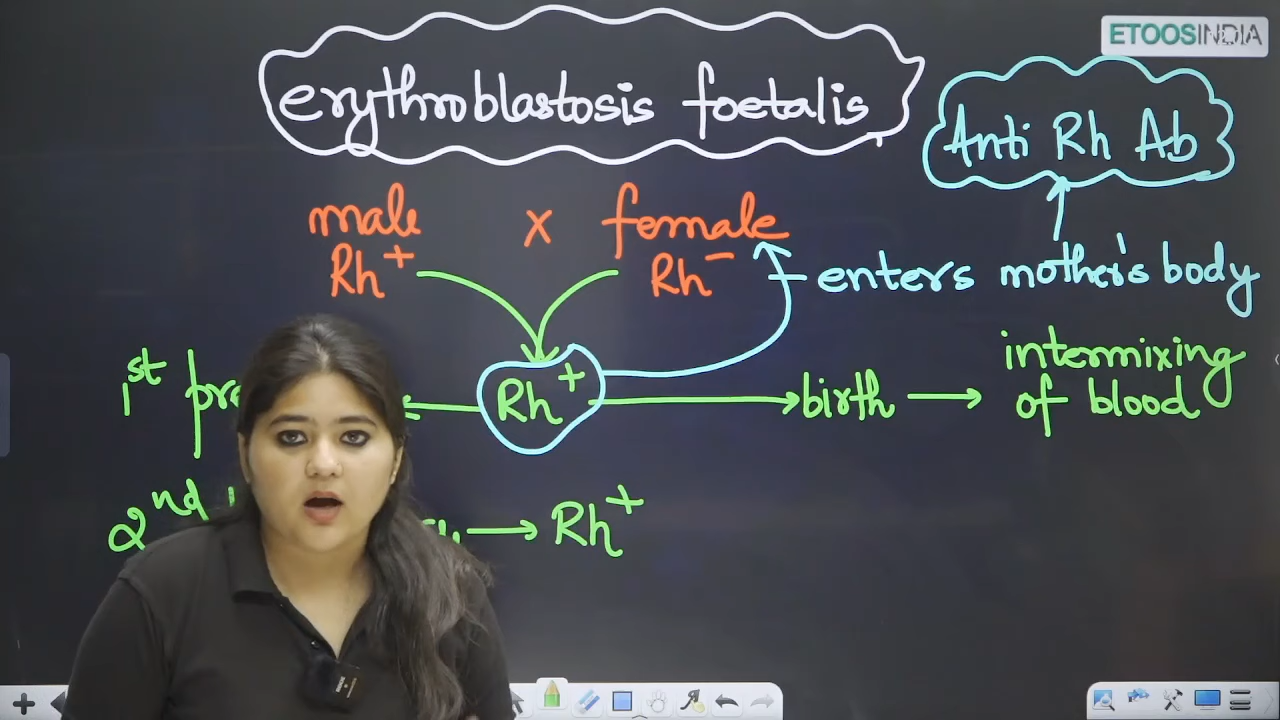 ETOOSINDIA
erythroblastosis foetalis
Anti Rh Ab
male x female
Rh+ Rh-
enters mother's body
1st
Rh+
birth
intermixing
of blood
2nd
Rh+